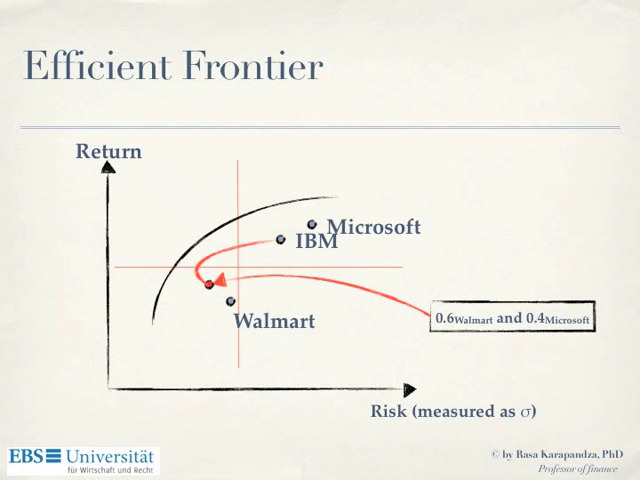 Efficient Frontier
Return
Microsoft
IBM
Walmart
0.6Walmart and 0.4Microsoft
Risk (measured as σ)
EBS Universität
für Wirtschaft und Recht
© by Rasa Karapandza, PhD
Professor of finance